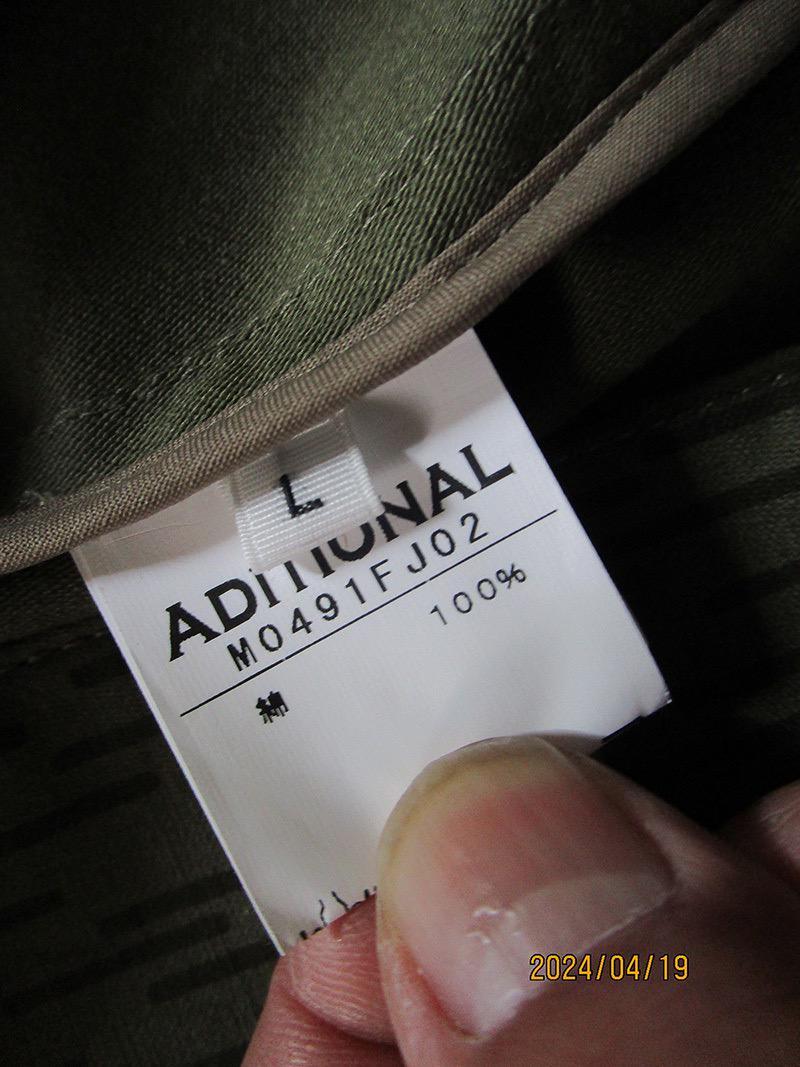 L
ADITIONAL
M0491FJ02
綿 100%
2024/04/19